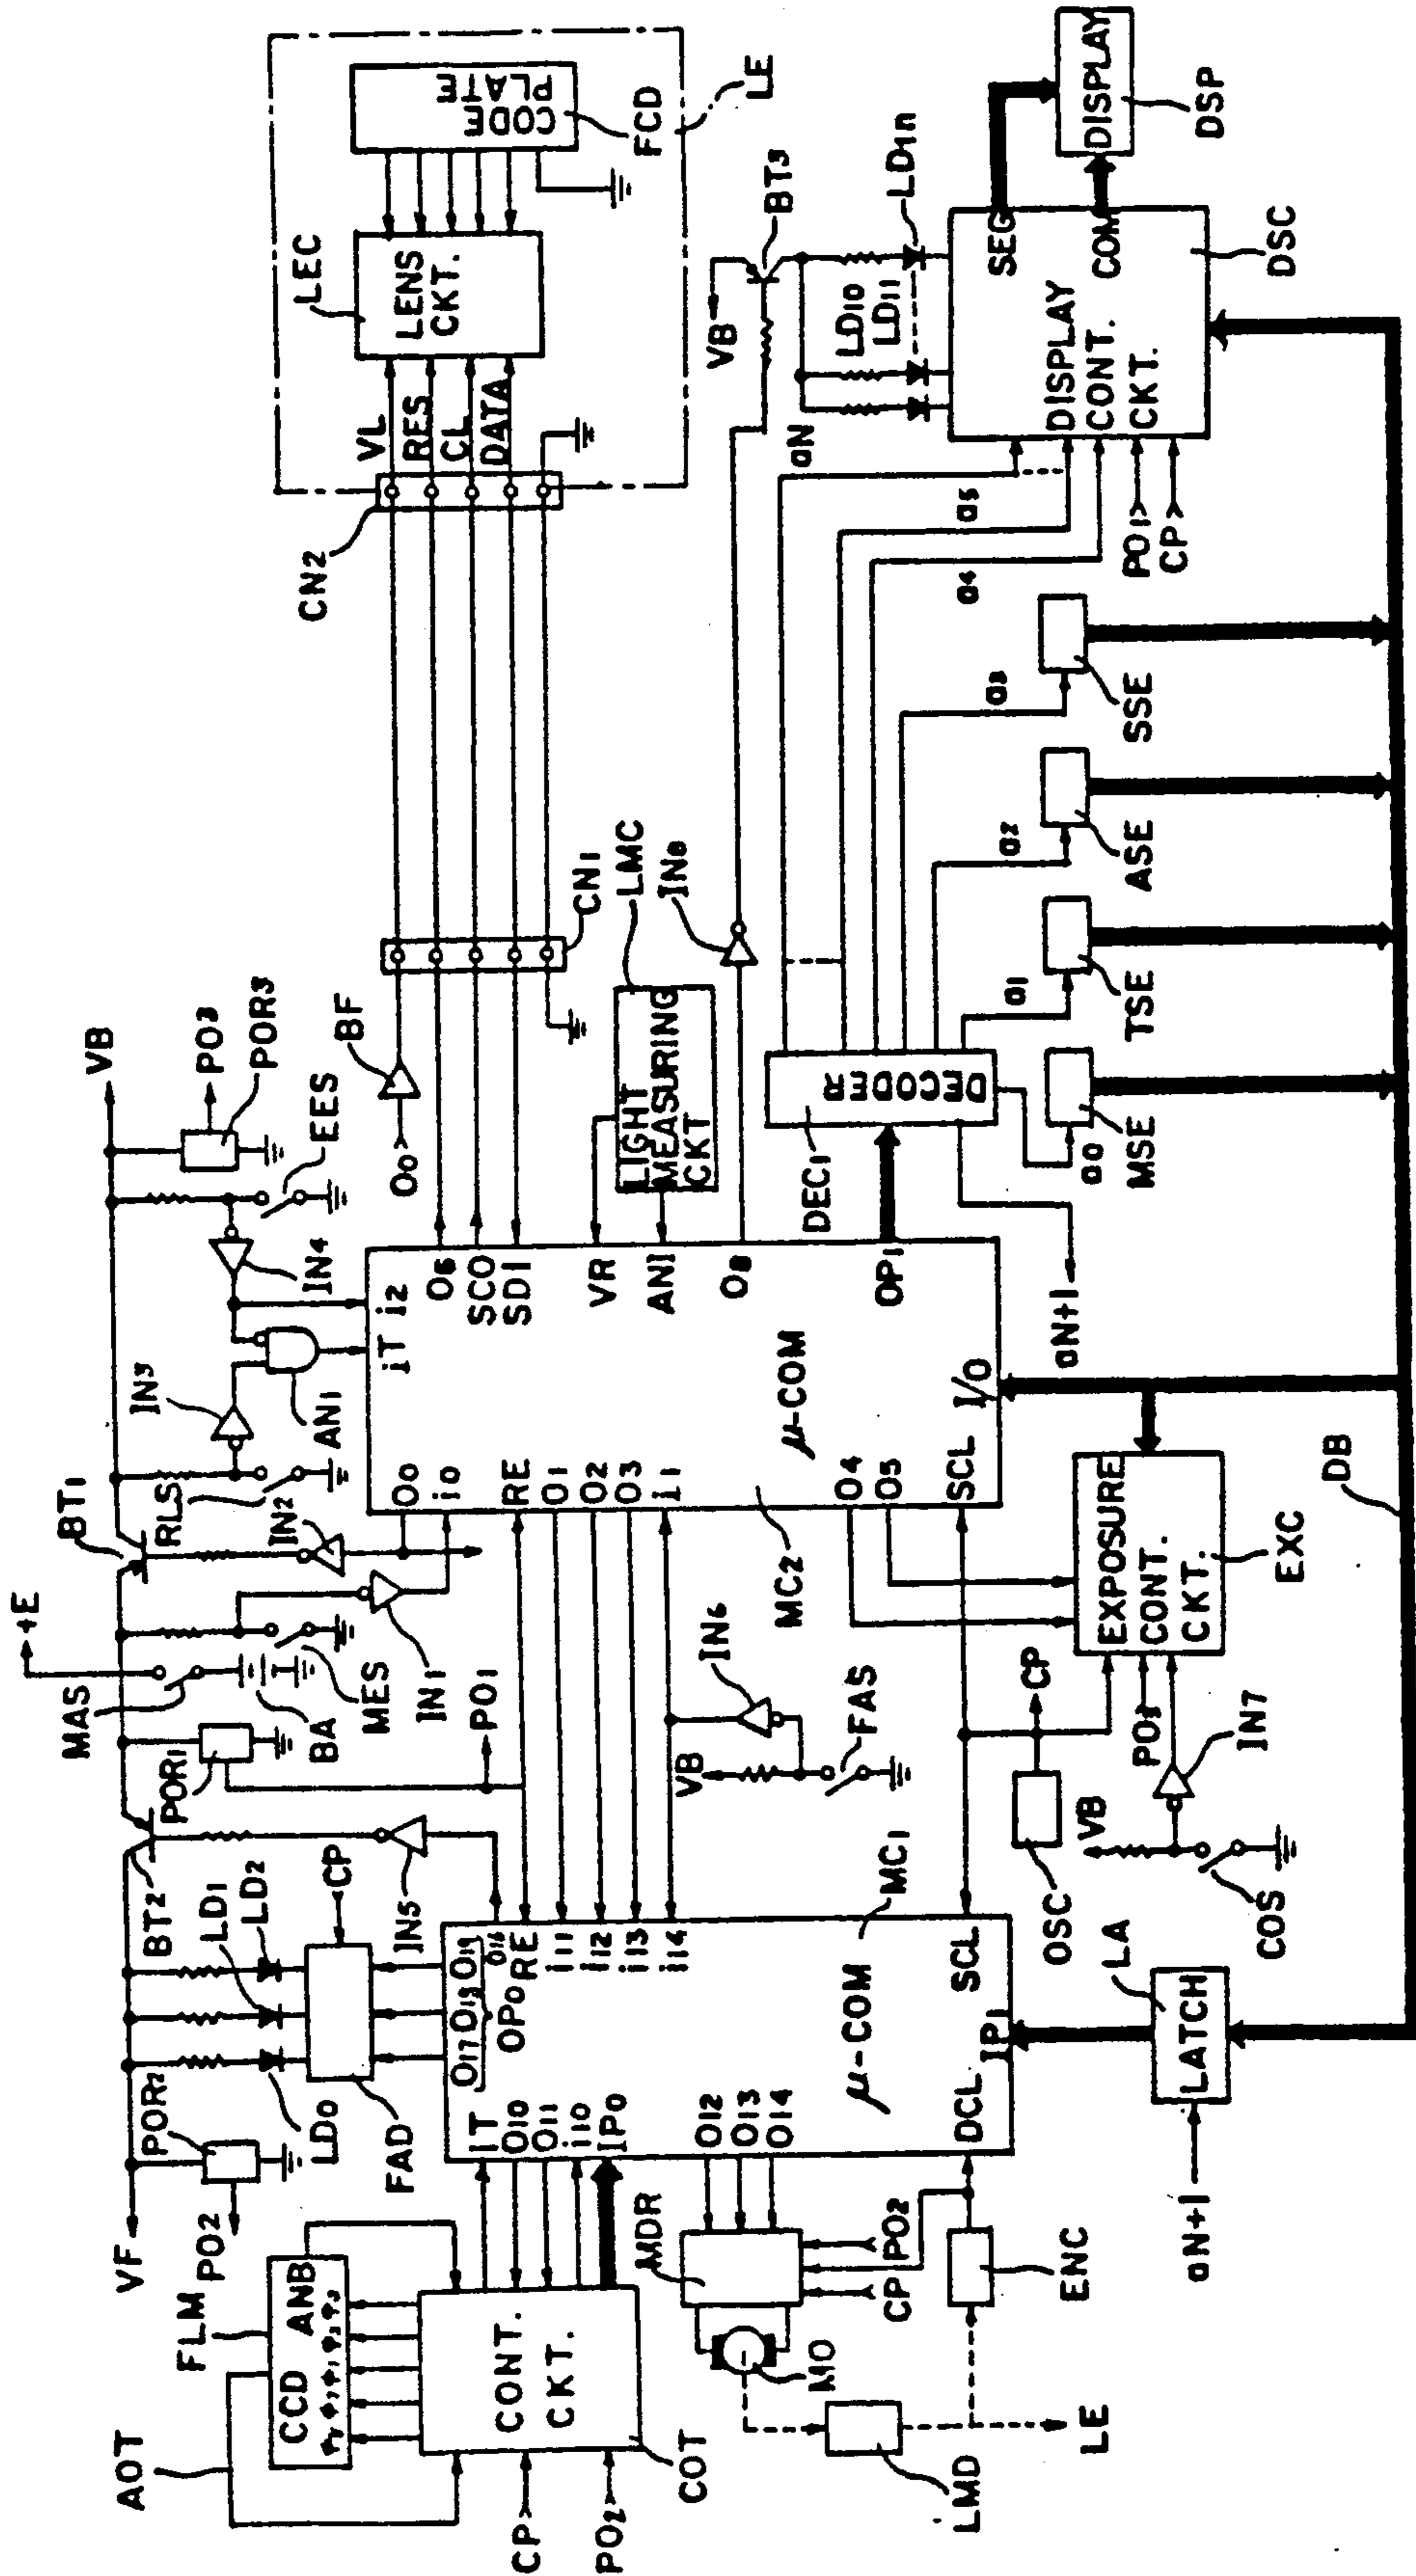 +E
VB
PO3
POR3
EES
IN4
IN3
AN1
RLS
BT1
IN2
MAS
BA
MES
IN1
POR1
PO1
BT2
IN5
LD1
LD2
CP
LD0
FAD
POR2
PO2
VF
FLM
AOT
CCD
ANB
CONT.
CKT.
COT
CP
PO2
IT
O10
O11
i10
IP0
O17
O18
O19
OP0
O16
RE
i11
i12
i13
i14
O12
O13
O14
DCL
IP1
SCL
μ-COM
MC1
MDR
MO
CP
PO2
ENC
LMD
LE
LATCH
LA
aN+1
OSC
CP
COS
VB
IN7
VB
FAS
IN6
O0
i0
RE
O1
O2
O3
i1
O4
O5
SCL
I/O
iT
i2
O6
SCO
SDI
VR
ANI
O8
OP1
μ-COM
MC2
EXPOSURE
CONT.
CKT.
EXC
DB
O0
BF
CN1
CN2
LIGHT
MEASURING
CKT
LMC
IN8
DECODER
DEC1
aN+1
a0
MSE
a1
TSE
a2
ASE
a3
SSE
a4
a5
aN
PO1
CP
VB
BT3
LD10
LD11
LD1n
DISPLAY
CONT.
CKT.
SEG
COM
DSC
DISPLAY
DSP
VL
RES
CL
DATA
LENS
CKT.
LEC
CODE
PLATE
FCD
LE